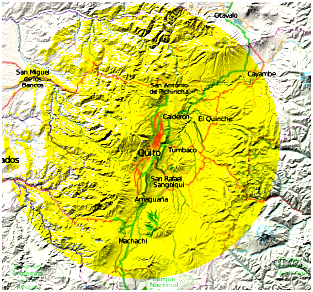 Otavalo
San Miguel
de los
Bancos
Cayambe
San Antonio
de Pichincha
Calderón
El Quinche
Quito
Tumbaco
ados
San Rafael
Sangolquí
Amaguaña
Machachi
Parque
Nacional